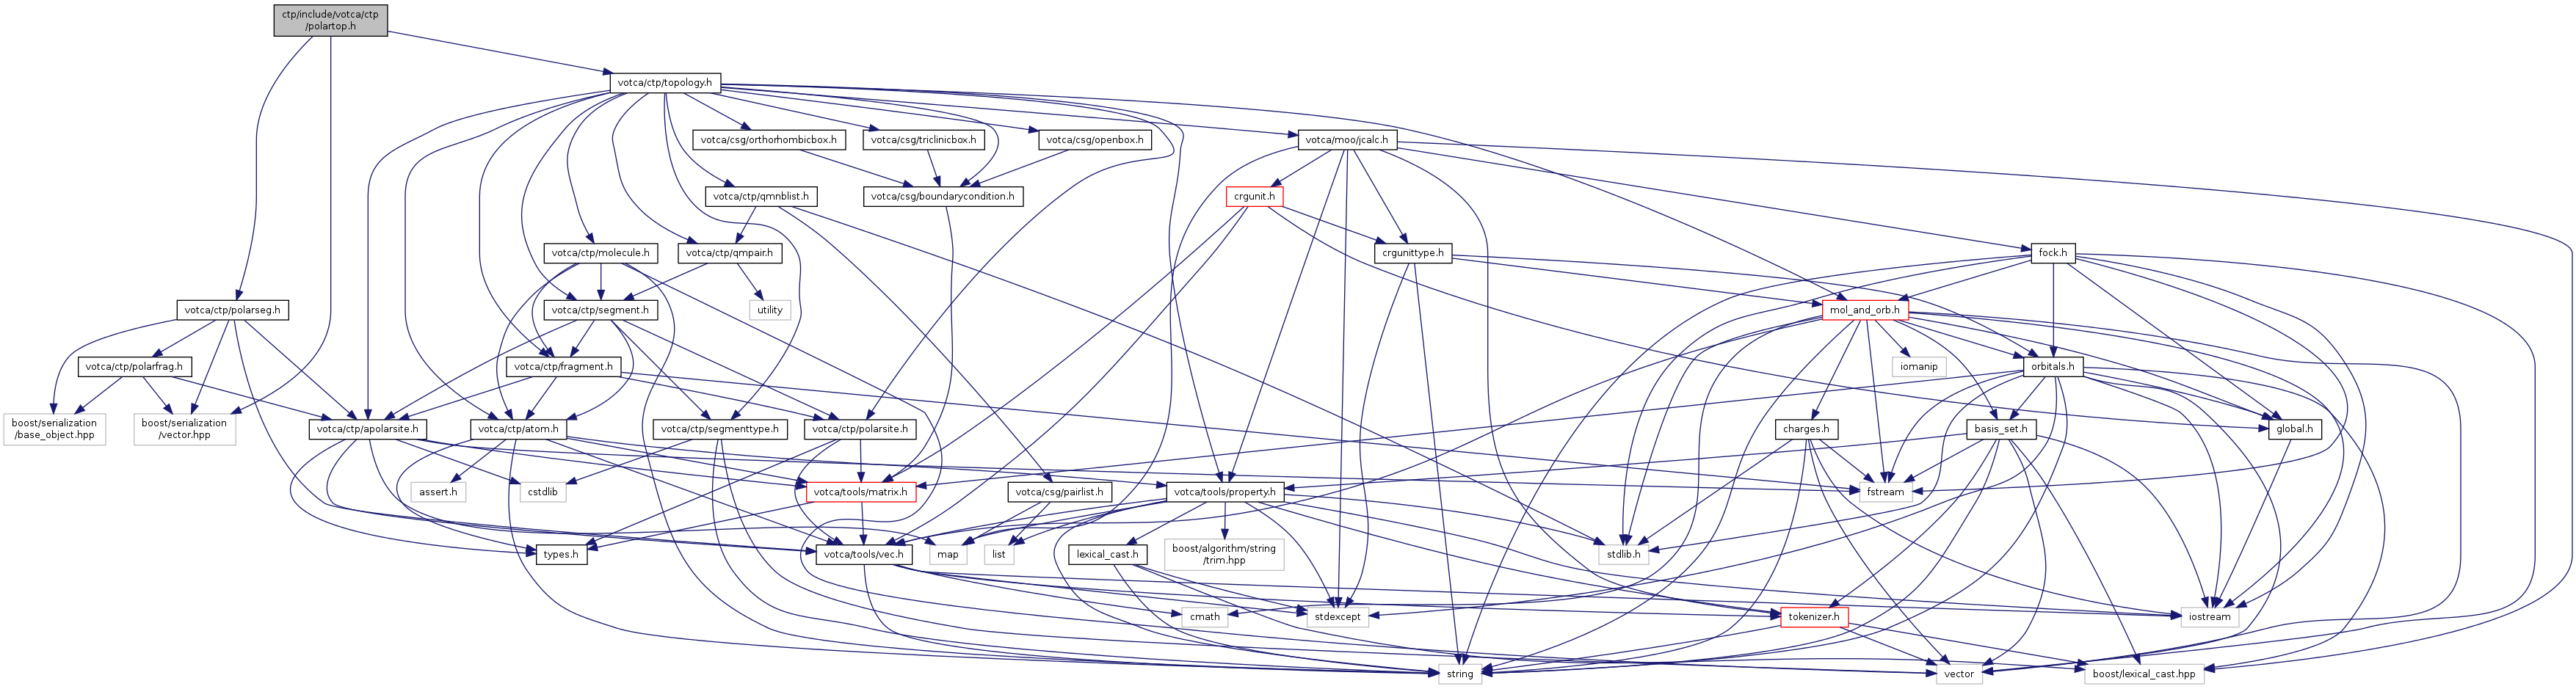 ctp/include/votca/ctp
/polartop.h
votca/ctp/topology.h
votca/csg/orthorhombicbox.h
votca/csg/triclinicbox.h
votca/csg/openbox.h
votca/moo/jcalc.h
votca/ctp/qmnblist.h
votca/csg/boundarycondition.h
crgunit.h
votca/ctp/molecule.h
votca/ctp/qmpair.h
crgunittype.h
fock.h
votca/ctp/polarseg.h
votca/ctp/segment.h
utility
mol_and_orb.h
votca/ctp/polarfrag.h
votca/ctp/fragment.h
iomanip
orbitals.h
boost/serialization
/base_object.hpp
boost/serialization
/vector.hpp
votca/ctp/apolarsite.h
votca/ctp/atom.h
votca/ctp/segmenttype.h
votca/ctp/polarsite.h
charges.h
basis_set.h
global.h
assert.h
cstdlib
votca/tools/matrix.h
votca/csg/pairlist.h
votca/tools/property.h
fstream
types.h
votca/tools/vec.h
map
list
lexical_cast.h
boost/algorithm/string
/trim.hpp
stdlib.h
cmath
stdexcept
tokenizer.h
iostream
string
vector
boost/lexical_cast.hpp